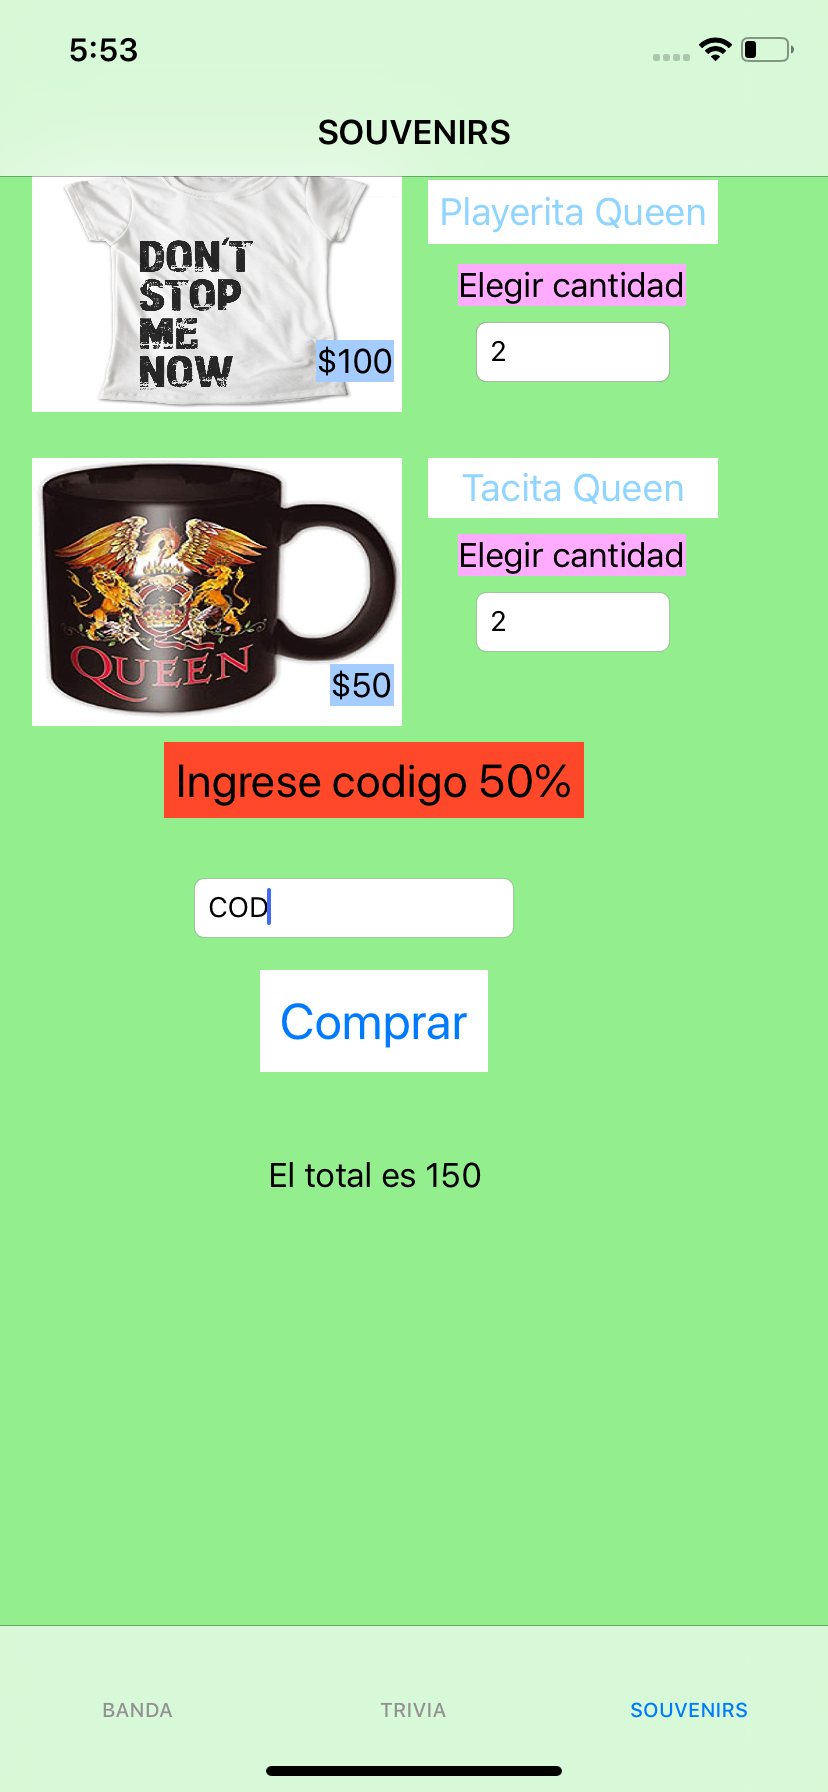 5:53
SOUVENIRS
DON'T
STOP
ME
NOW
$100
Playerita Queen
Elegir cantidad
2
QUEEN
$50
Tacita Queen
Elegir cantidad
2
Ingrese codigo 50%
COD
Comprar
El total es 150
BANDA
TRIVIA
SOUVENIRS